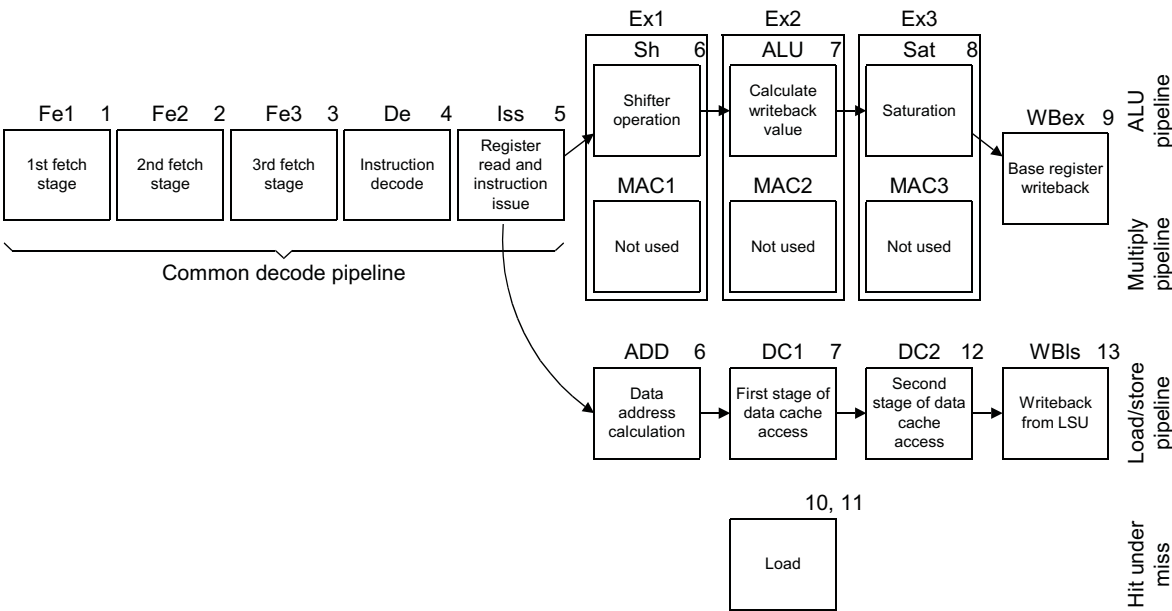 Ex1 Ex2 Ex3
Sh 6 ALU 7 Sat 8
Fe1 1 Fe2 2 Fe3 3 De 4 Iss 5
1st fetch
stage
2nd fetch
stage
3rd fetch
stage
Instruction
decode
Register
read and
instruction
issue
Shifter
operation
Calculate
writeback
value
Saturation
WBex 9
Base register
writeback
ALU
pipeline
Common decode pipeline
MAC1 MAC2 MAC3
Not used
Not used
Not used
Multiply
pipeline
ADD 6 DC1 7 DC2 12 WBls 13
Data
address
calculation
First stage of
data cache
access
Second
stage of data
cache
access
Writeback
from LSU
Load/store
pipeline
10, 11
Load
Hit under
miss